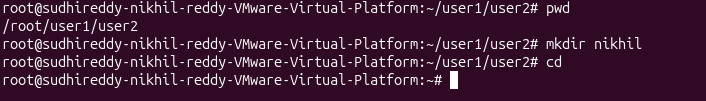 root@sudhireddy-nikhil-reddy-VMware-Virtual-Platform:~/user1/user2# pwd
/root/user1/user2
root@sudhireddy-nikhil-reddy-VMware-Virtual-Platform:~/user1/user2# mkdir nikhil
root@sudhireddy-nikhil-reddy-VMware-Virtual-Platform:~/user1/user2# cd
root@sudhireddy-nikhil-reddy-VMware-Virtual-Platform:~#